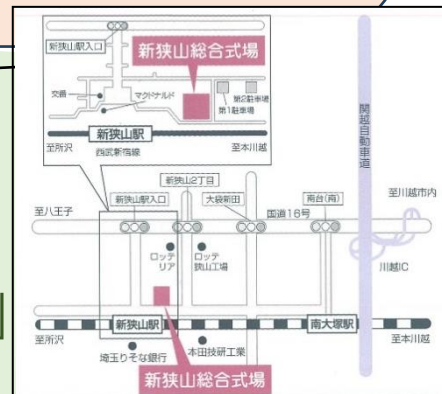 新狭山駅入口
新狭山総合式場
交番
マクドナルド
第2駐車場
第1駐車場
新狭山駅
至所沢
西武新宿線
至本川越
関越自動車道
至八王子
新狭山駅入口
新狭山2丁目
大袋新田
国道16号
南台(南)
至川越市内
ロッテリア
ロッテ狭山工場
川越IC
新狭山駅
南大塚駅
至所沢
埼玉りそな銀行
本田技研工業
至本川越
新狭山総合式場